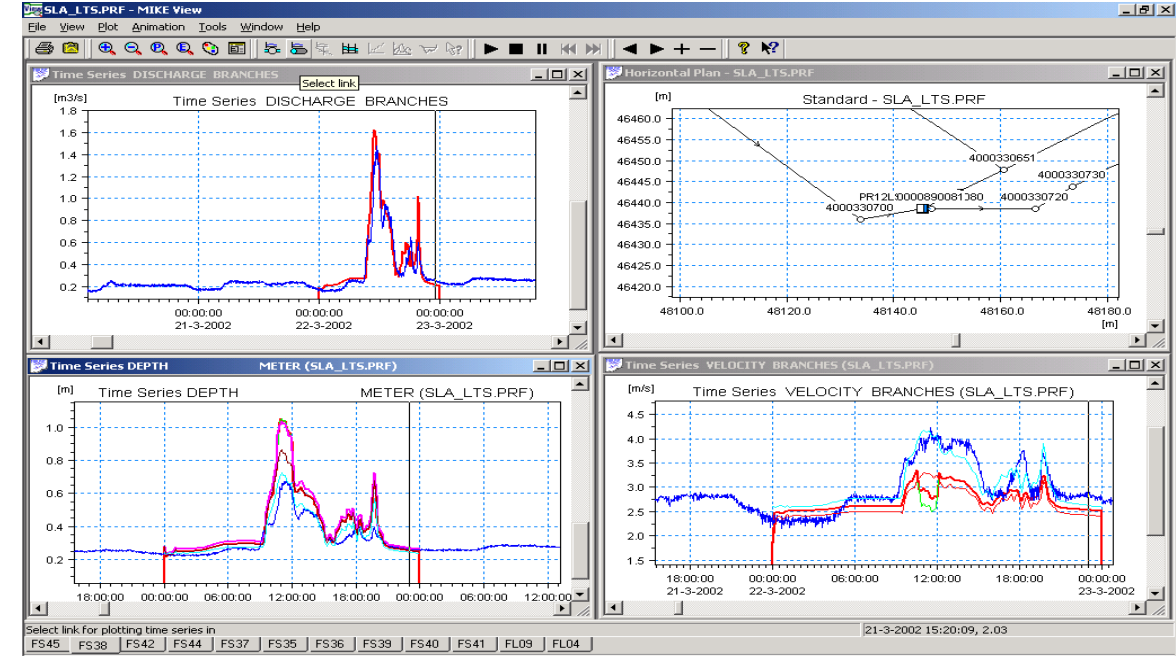 SLA_LTS.PRF - MIKE View
File View Plot Animation Tools Window Help
Time Series DISCHARGE BRANCHES
Select link
[m3/s]
Time Series DISCHARGE BRANCHES
1.8
1.6
1.4
1.2
1.0
0.8
0.6
0.4
0.2
00:00:00 00:00:00 00:00:00
21-3-2002 22-3-2002 23-3-2002
Horizontal Plan - SLA_LTS.PRF
[m]
Standard - SLA_LTS.PRF
46460.0
46455.0
46450.0
46445.0
46440.0
46435.0
46430.0
46425.0
46420.0
4000330651
4000330730
4000330720
4000330700
48100.0 48120.0 48140.0 48160.0 48180.0
[m]
Time Series DEPTH METER (SLA_LTS.PRF)
[m]
Time Series DEPTH METER (SLA_LTS.PRF)
1.0
0.8
0.6
0.4
0.2
18:00:00 00:00:00 06:00:00 12:00:00 18:00:00 00:00:00 06:00:00 12:00:00
Time Series VELOCITY BRANCHES (SLA_LTS.PRF)
[m/s]
Time Series VELOCITY BRANCHES (SLA_LTS.PRF)
4.5
4.0
3.5
3.0
2.5
2.0
1.5
18:00:00 00:00:00 06:00:00 12:00:00 18:00:00 00:00:00
21-3-2002 22-3-2002 23-3-2002
Select link for plotting time series in
21-3-2002 15:20:09, 2.03
FS45 FS38 FS42 FS44 FS37 FS35 FS36 FS39 FS40 FS41 FL09 FL04